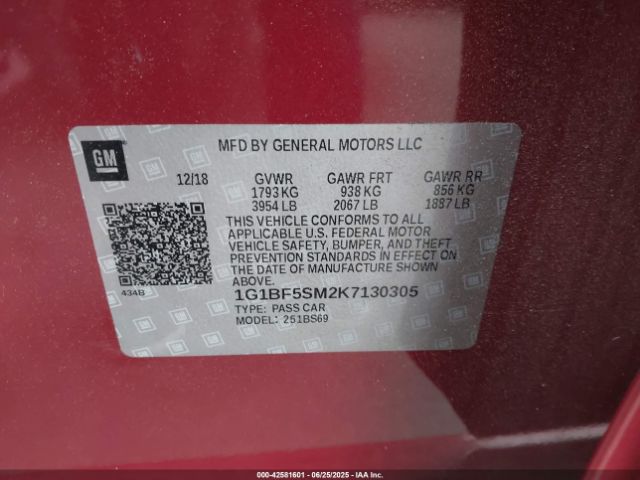 GM
MFD BY GENERAL MOTORS LLC
12/18 GVWR GAWR FRT GAWR RR
1793 KG 938 KG 856 KG
3954 LB 2067 LB 1887 LB
THIS VEHICLE CONFORMS TO ALL
APPLICABLE U.S. FEDERAL MOTOR
VEHICLE SAFETY, BUMPER, AND THEFT
PREVENTION STANDARDS IN EFFECT ON
THE DATE OF MANUFACTURE SHOWN
ABOVE.
434B
1G1BF5SM2K7130305
TYPE: PASS CAR
MODEL: 251BS69
000-42581601 - 06/25/2025 - IAA Inc.